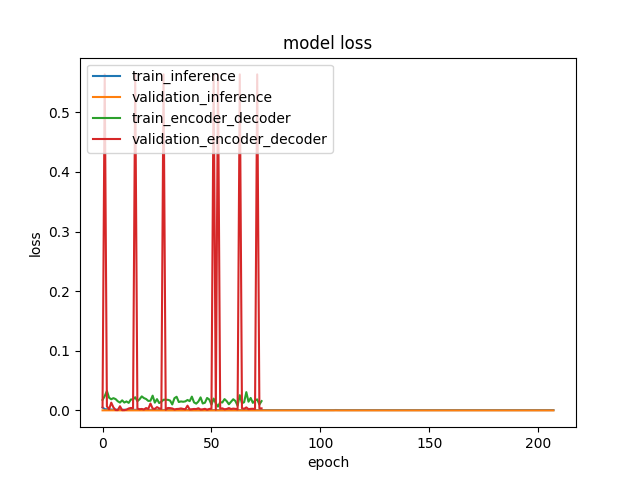 model loss
train_inference
validation_inference
train_encoder_decoder
validation_encoder_decoder
loss
0.5
0.4
0.3
0.2
0.1
0.0
0 50 100 150 200
epoch